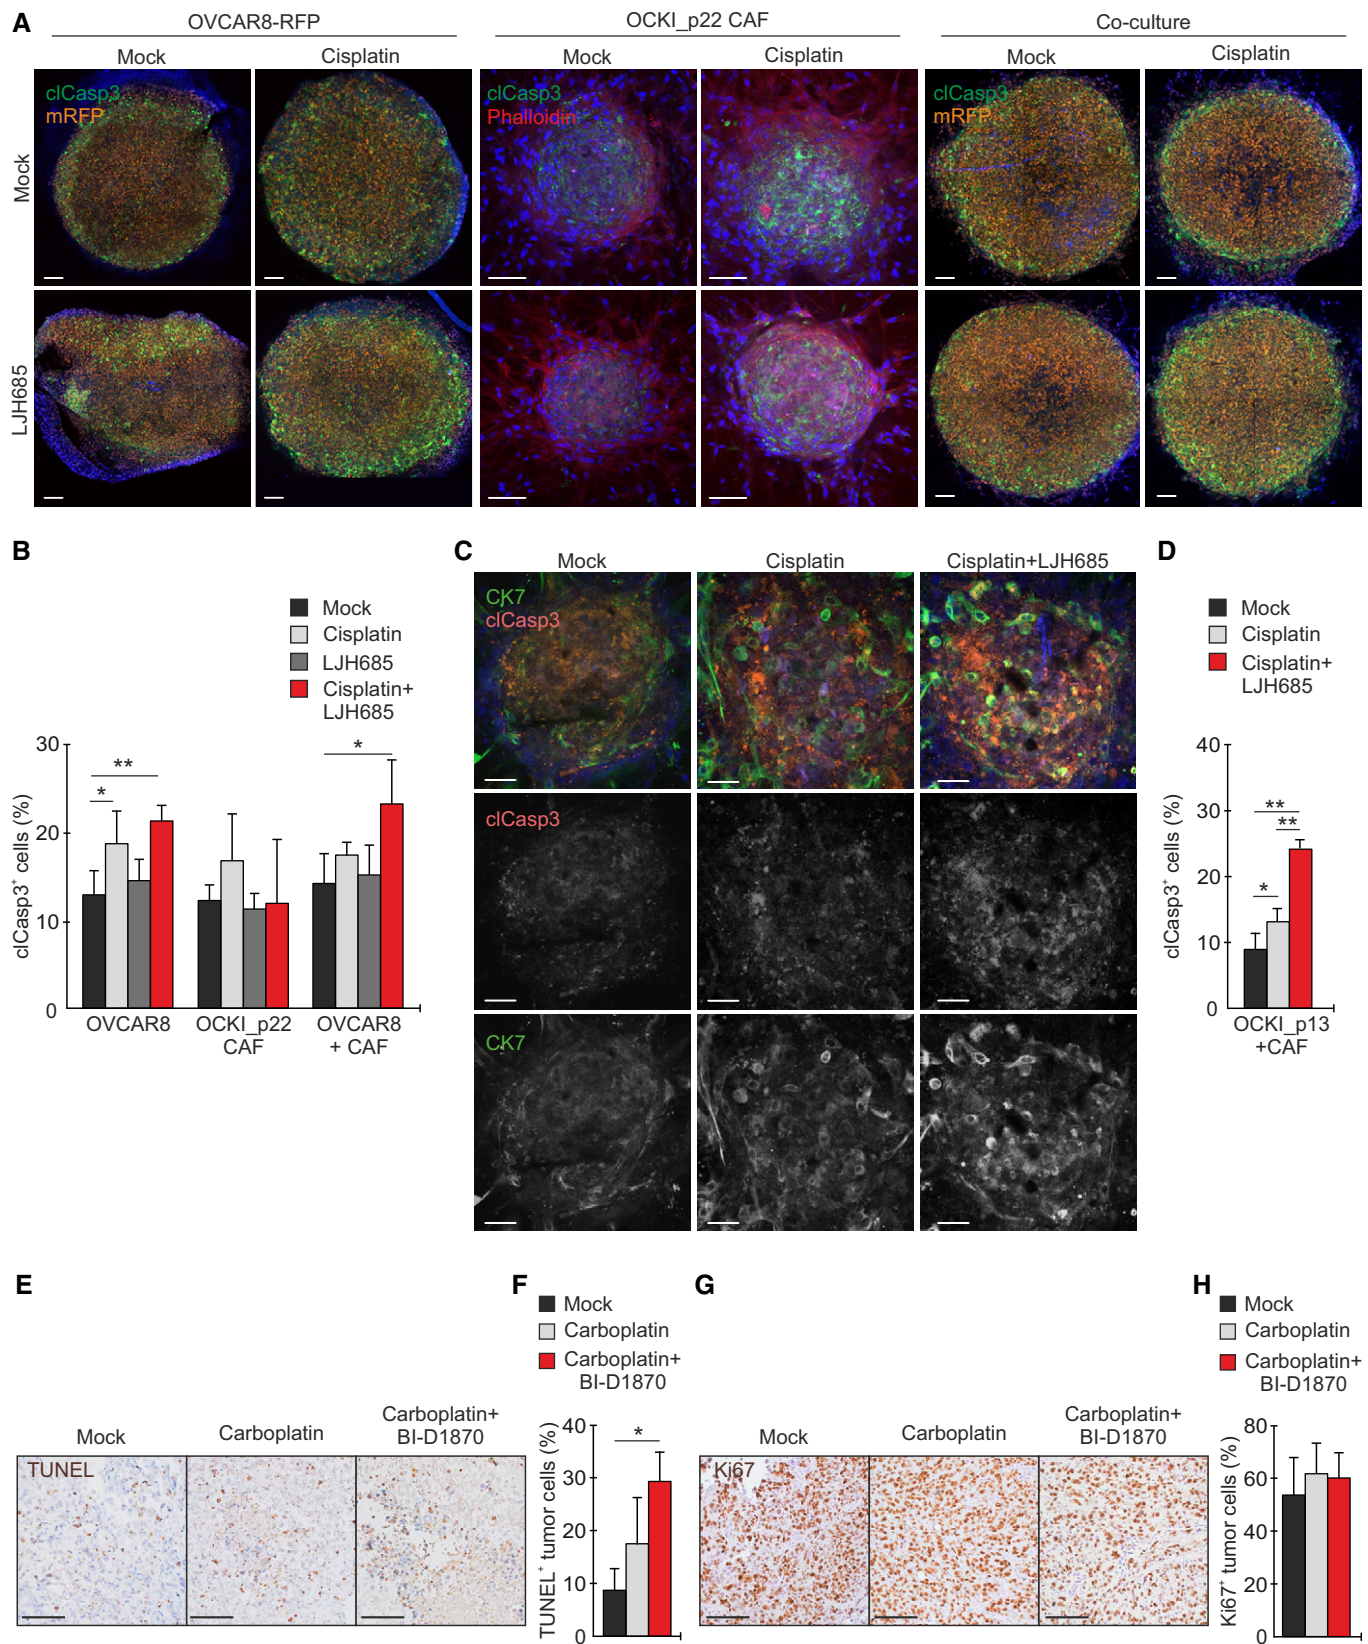 A
OVCAR8-RFP
OCKI_p22 CAF
Co-culture
Mock
Cisplatin
Mock
Cisplatin
Mock
Cisplatin
Mock
clCasp3
mRFP
clCasp3
Phalloidin
clCasp3
mRFP
LJH685
B
Mock
Cisplatin
LJH685
Cisplatin+
LJH685
clCasp3+ cells (%)
30
20
10
0
*
**
*
OVCAR8
OCKI_p22
CAF
OVCAR8
+ CAF
C
Mock
Cisplatin
Cisplatin+LJH685
CK7
clCasp3
clCasp3
CK7
D
Mock
Cisplatin
Cisplatin+
LJH685
clCasp3+ cells (%)
40
30
20
10
0
**
**
*
OCKI_p13
+CAF
E
Mock
Carboplatin
Carboplatin+
BI-D1870
TUNEL
F
Mock
Carboplatin
Carboplatin+
BI-D1870
TUNEL+ tumor cells (%)
40
30
20
10
0
*
G
Mock
Carboplatin
Carboplatin+
BI-D1870
Ki67
H
Mock
Carboplatin
Carboplatin+
BI-D1870
Ki67+ tumor cells (%)
80
60
40
20
0